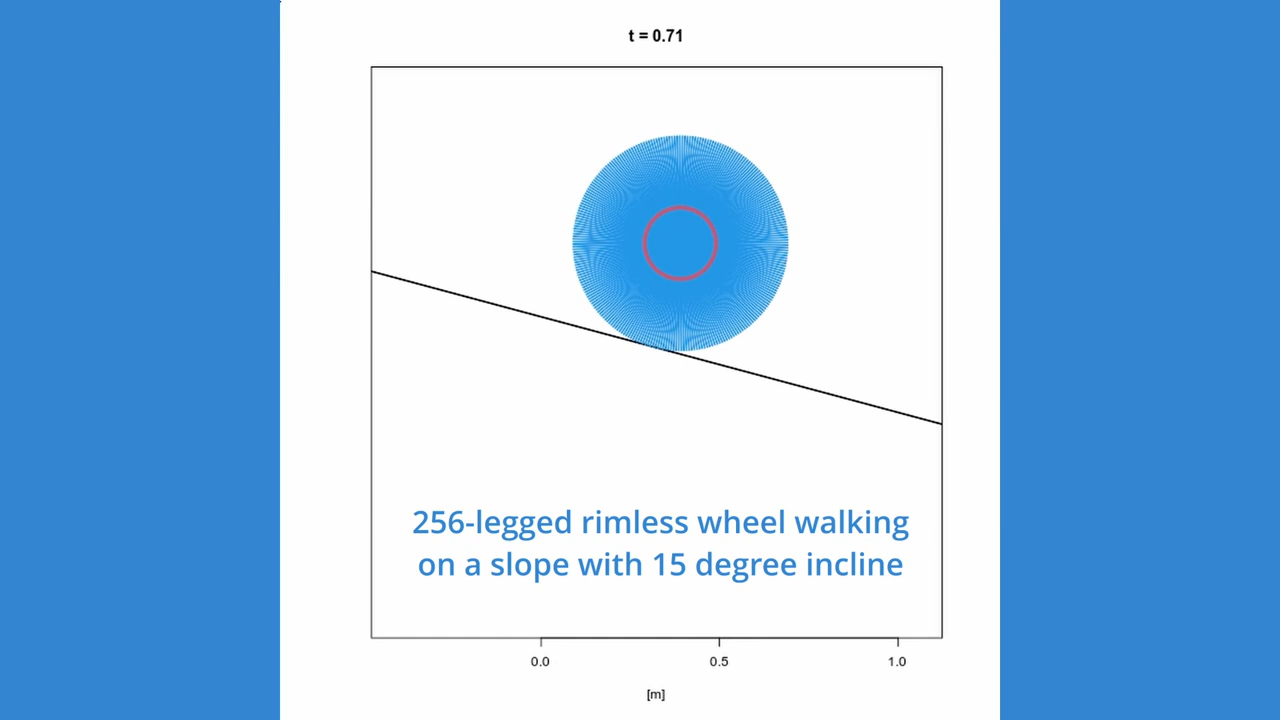 t = 0.71
256-legged rimless wheel walking
on a slope with 15 degree incline
0.0 0.5 1.0
[m]